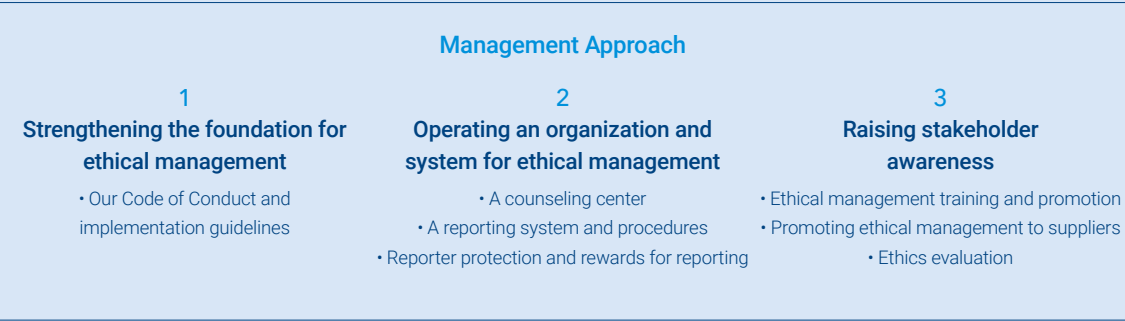 Management Approach
1
Strengthening the foundation for
ethical management
• Our Code of Conduct and
implementation guidelines
2
Operating an organization and
system for ethical management
• A counseling center
• A reporting system and procedures
• Reporter protection and rewards for reporting
3
Raising stakeholder
awareness
• Ethical management training and promotion
• Promoting ethical management to suppliers
• Ethics evaluation